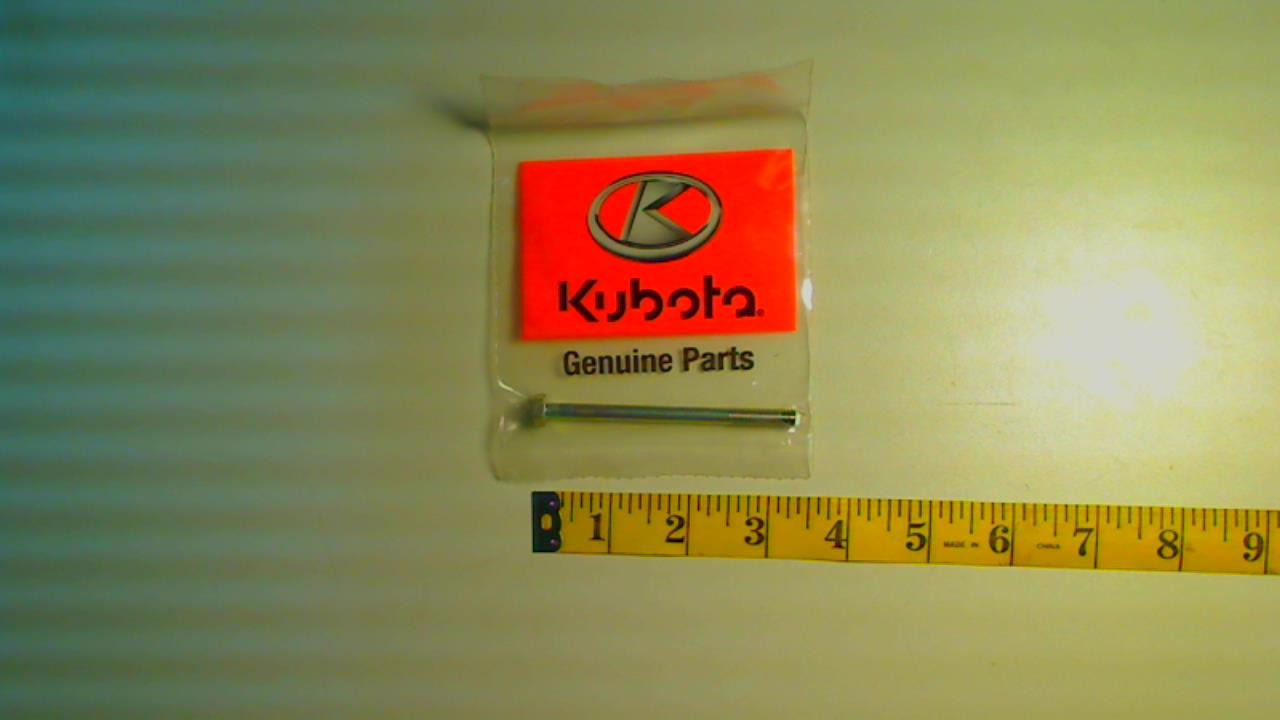 K
Kubota®
Genuine Parts
1 2 3 4 5 6 7 8 9
MADE IN CHINA